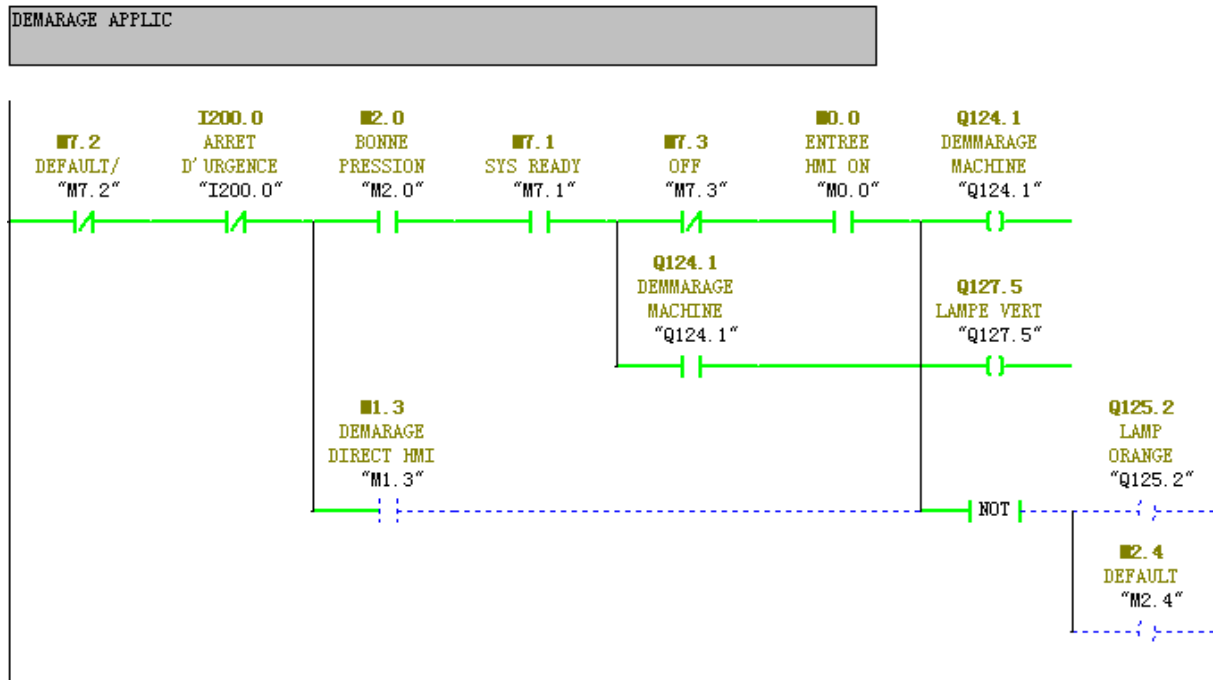 DEMARAGE APPLIC
M7.2
DEFAULT/
"M7.2"
I200.0
ARRET
D'URGENCE
"I200.0"
M2.0
BONNE
PRESSION
"M2.0"
M7.1
SYS READY
"M7.1"
M7.3
OFF
"M7.3"
M0.0
ENTREE
HMI ON
"M0.0"
Q124.1
DEMMARAGE
MACHINE
"Q124.1"
Q124.1
DEMMARAGE
MACHINE
"Q124.1"
Q127.5
LAMPE VERT
"Q127.5"
M1.3
DEMARAGE
DIRECT HMI
"M1.3"
NOT
Q125.2
LAMP
ORANGE
"Q125.2"
M2.4
DEFAULT
"M2.4"